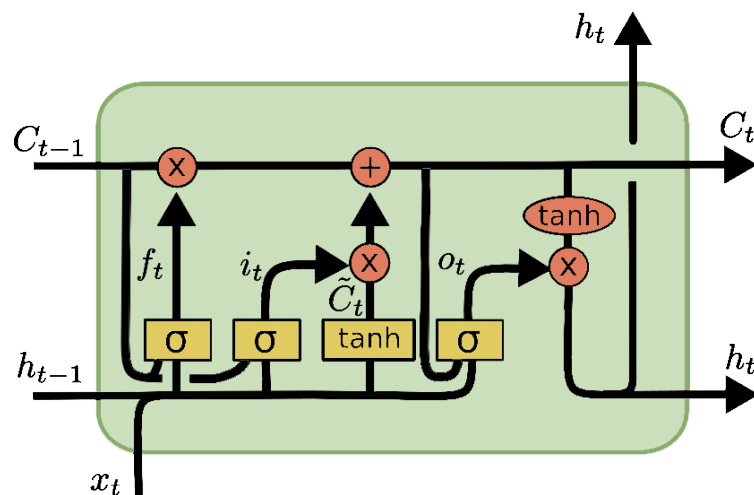 h_t
C_{t-1} x + C_t
tanh
f_t i_t x o_t x
C̃_t
σ σ tanh σ
h_{t-1} h_t
x_t